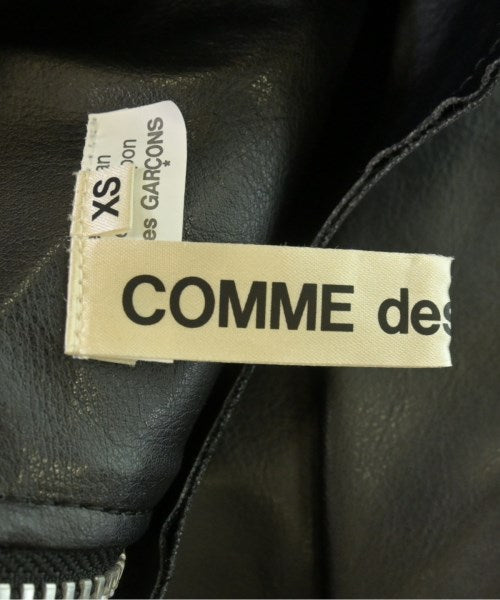 COMME des
XS
an
pon
es GARÇONS